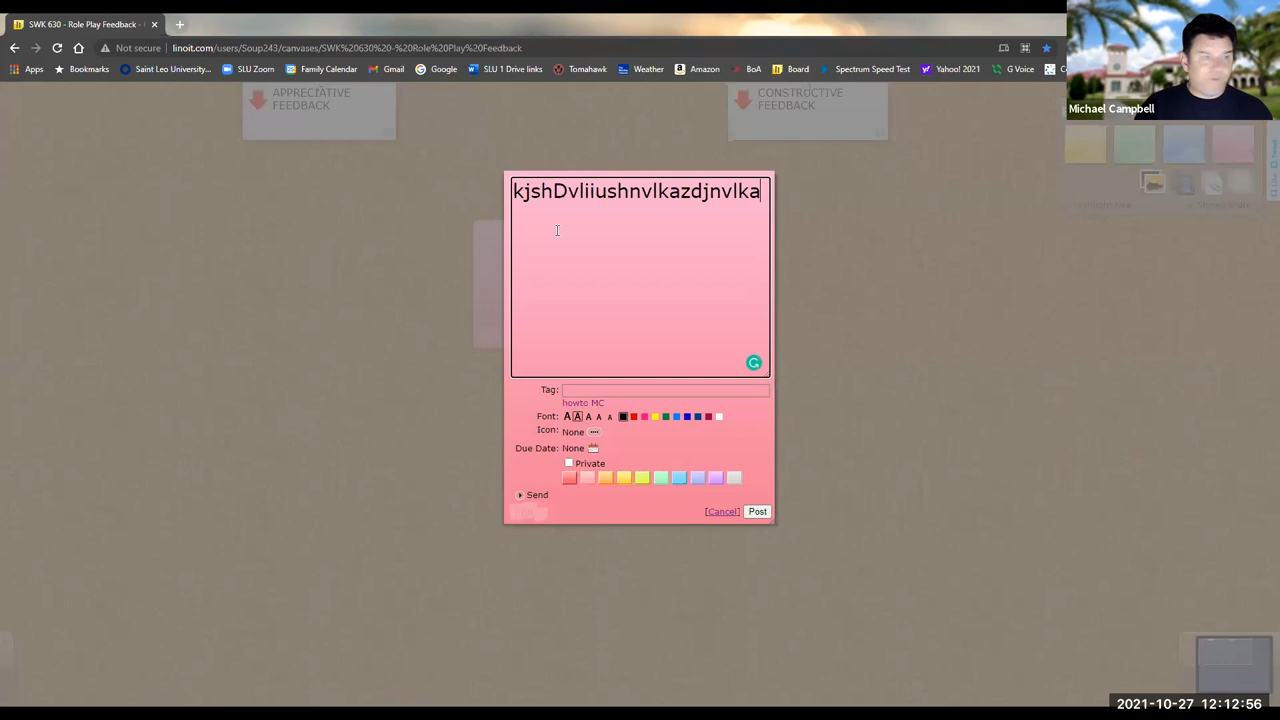 SWK 630 - Role Play Feedback -
Not secure
linoit.com/users/Soup243/canvases/SWK%20630%20-%20Role%20Play%20Feedback
Apps
Bookmarks
Saint Leo University...
SLU Zoom
Family Calendar
Gmail
Google
SLU 1 Drive links
Tomahawk
Weather
Amazon
BoA
Board
Spectrum Speed Test
Yahoo! 2021
G Voice
Michael Campbell
APPRECIATIVE
FEEDBACK
CONSTRUCTIVE
FEEDBACK
kjshDvliiushnvlkazdjnvlka
Tag:
howto MC
Font: A A A A A
Icon: None
Due Date: None
Private
Send
[Cancel] Post
2021-10-27 12:12:56